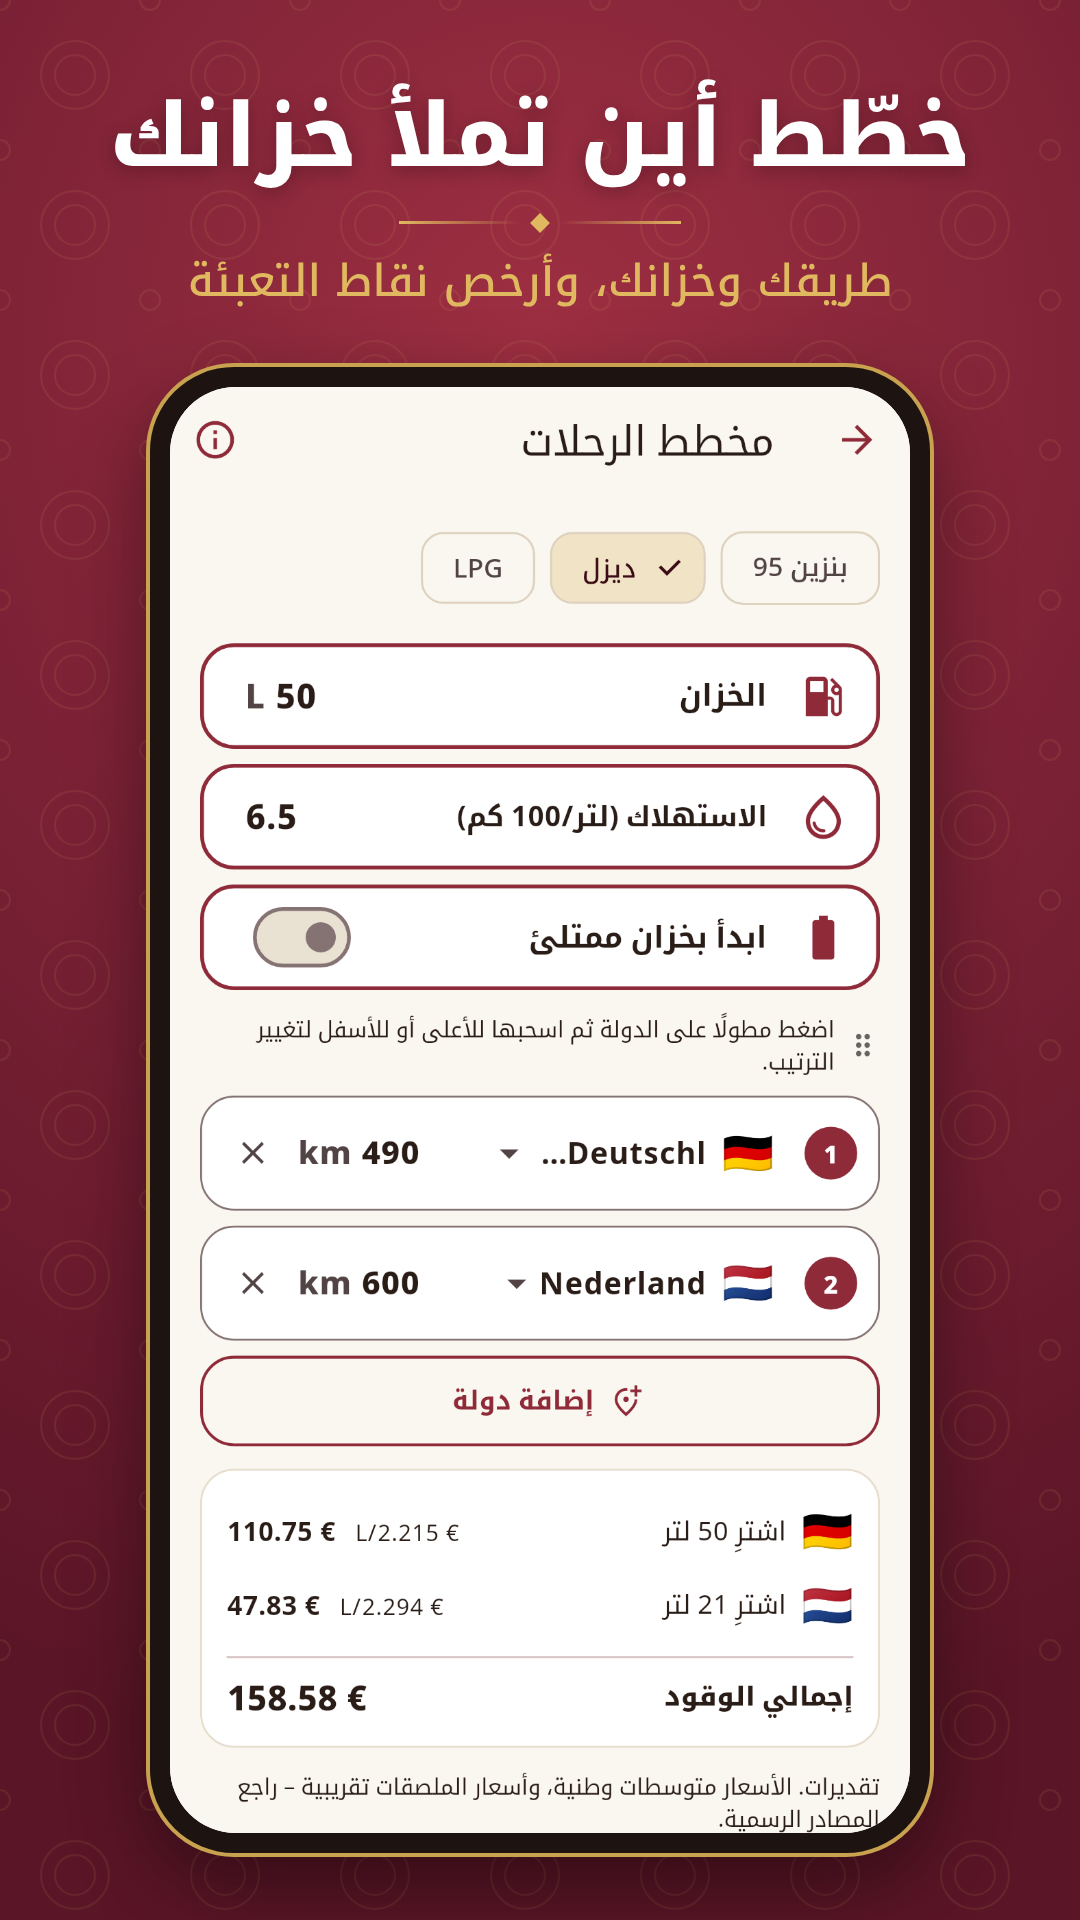 خطّط أين تملأ خزانك
طريقك وخزانك، وأرخص نقاط التعبئة
مخطط الرحلات
بنزين 95
ديزل
LPG
الخزان
50 L
الاستهلاك (لتر/100 كم)
6.5
ابدأ بخزان ممتلئ
اضغط مطولًا على الدولة ثم اسحبها للأعلى أو للأسفل لتغيير
الترتيب.
1 Deutschl... 490 km
2 Nederland 600 km
إضافة دولة
اشترِ 50 لتر
L/2.215 €
110.75 €
اشترِ 21 لتر
L/2.294 €
47.83 €
إجمالي الوقود
158.58 €
تقديرات. الأسعار متوسطات وطنية، وأسعار الملصقات تقريبية – راجع
المصادر الرسمية.